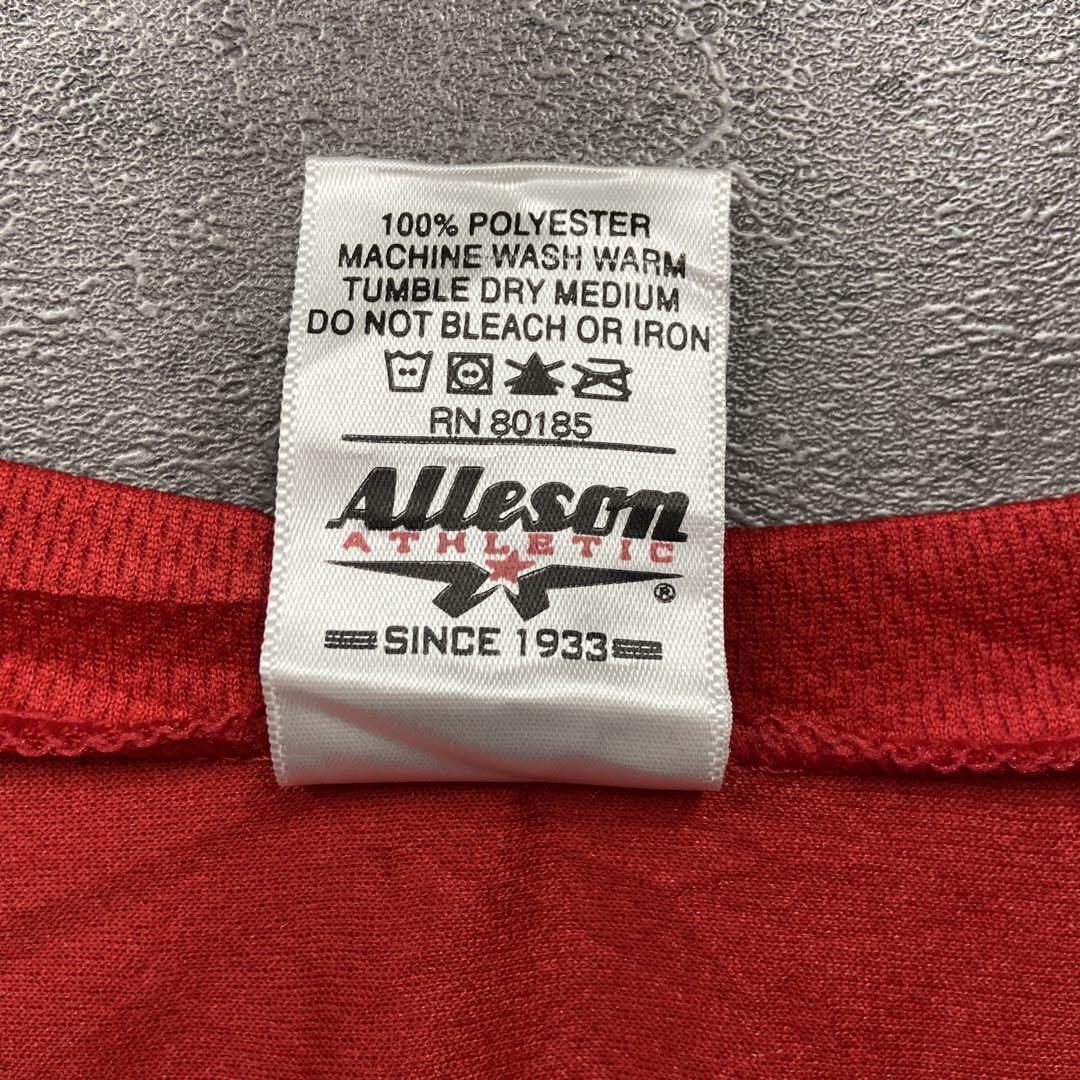 100% POLYESTER
MACHINE WASH WARM
TUMBLE DRY MEDIUM
DO NOT BLEACH OR IRON
RN 80185
Alleson
ATHLETIC
®
SINCE 1933